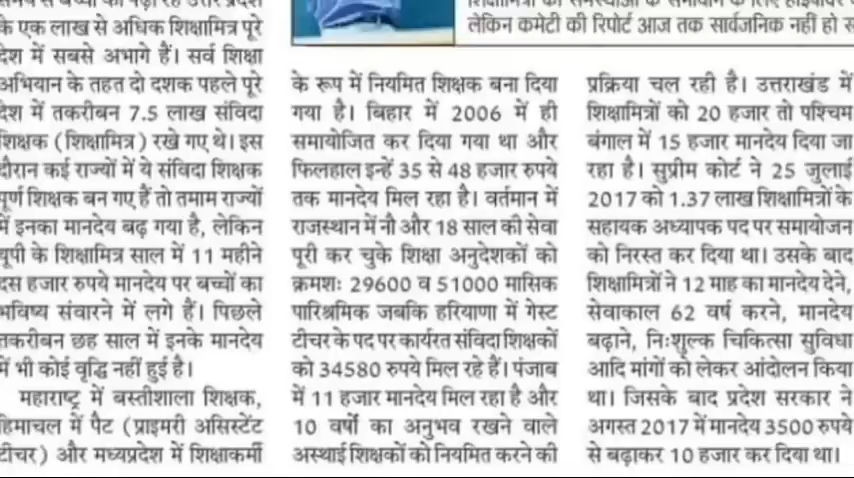 के एक लाख से अधिक शिक्षामित्र पूरे
देश में सबसे अभागे हैं। सर्व शिक्षा
अभियान के तहत दो दशक पहले पूरे
देश में तकरीबन 7.5 लाख संविदा
शिक्षक (शिक्षामित्र) रखे गए थे। इस
दौरान कई राज्यों में ये संविदा शिक्षक
पूर्ण शिक्षक बन गए हैं तो तमाम राज्यों
में इनका मानदेय बढ़ गया है, लेकिन
यूपी के शिक्षामित्र साल में 11 महीने
दस हजार रुपये मानदेय पर बच्चों का
भविष्य संवारने में लगे हैं। पिछले
तकरीबन छह साल में इनके मानदेय
में भी कोई वृद्धि नहीं हुई है।
महाराष्ट्र में बस्तीशाला शिक्षक,
हिमाचल में पैट (प्राइमरी असिस्टेंट
टीचर) और मध्यप्रदेश में शिक्षाकर्मी
के रूप में नियमित शिक्षक बना दिया
गया है। बिहार में 2006 में ही
समायोजित कर दिया गया था और
फिलहाल इन्हें 35 से 48 हजार रुपये
तक मानदेय मिल रहा है। वर्तमान में
राजस्थान में नौ और 18 साल की सेवा
पूरी कर चुके शिक्षा अनुदेशकों को
क्रमशः 29600 व 51000 मासिक
पारिश्रमिक जबकि हरियाणा में गेस्ट
टीचर के पद पर कार्यरत संविदा शिक्षकों
को 34580 रुपये मिल रहे हैं। पंजाब
में 11 हजार मानदेय मिल रहा है और
10 वर्षों का अनुभव रखने वाले
अस्थाई शिक्षकों को नियमित करने की
लेकिन कमेटी की रिपोर्ट आज तक सार्वजनिक नहीं हो
प्रक्रिया चल रही है। उत्तराखंड में
शिक्षामित्रों को 20 हजार तो पश्चिम
बंगाल में 15 हजार मानदेय दिया जा
रहा है। सुप्रीम कोर्ट ने 25 जुलाई
2017 को 1.37 लाख शिक्षामित्रों के
सहायक अध्यापक पद पर समायोजन
को निरस्त कर दिया था। उसके बाद
शिक्षामित्रों ने 12 माह का मानदेय देने,
सेवाकाल 62 वर्ष करने, मानदेय
बढ़ाने, निःशुल्क चिकित्सा सुविधा
आदि मांगों को लेकर आंदोलन किया
था। जिसके बाद प्रदेश सरकार ने
अगस्त 2017 में मानदेय 3500 रुपये
से बढ़ाकर 10 हजार कर दिया था।